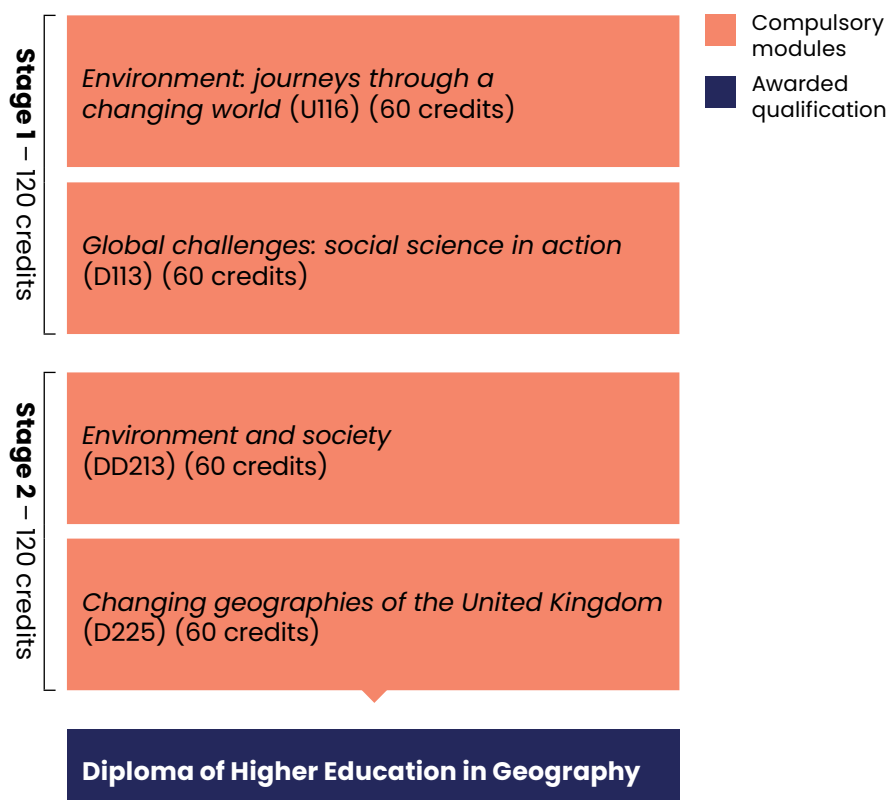 Stage 1 – 120 credits
Environment: journeys through a
changing world (U116) (60 credits)
Global challenges: social science in action
(D113) (60 credits)
Stage 2 – 120 credits
Environment and society
(DD213) (60 credits)
Changing geographies of the United Kingdom
(D225) (60 credits)
Diploma of Higher Education in Geography
Compulsory
modules
Awarded
qualification